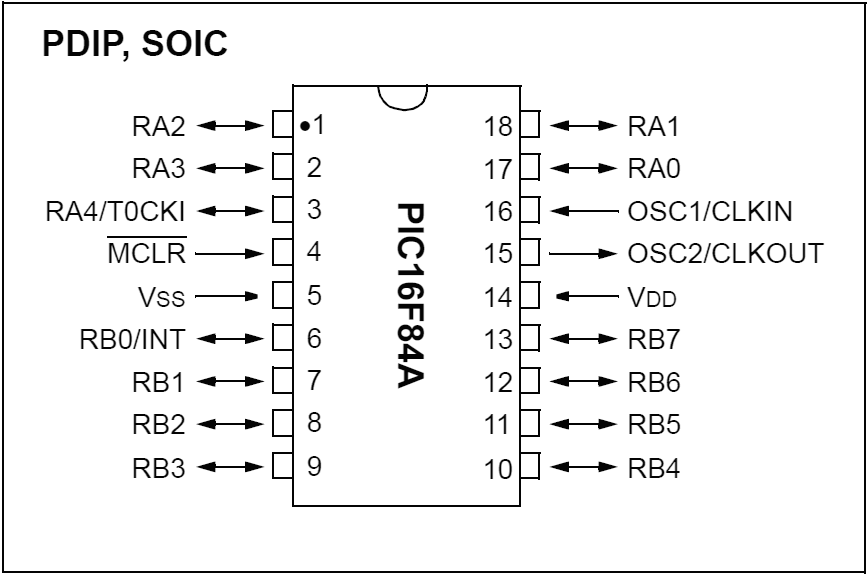 PDIP, SOIC
RA2 1 18 RA1
RA3 2 17 RA0
RA4/T0CKI 3 16 OSC1/CLKIN
MCLR 4 15 OSC2/CLKOUT
VSS 5 14 VDD
RB0/INT 6 13 RB7
RB1 7 12 RB6
RB2 8 11 RB5
RB3 9 10 RB4
PIC16F84A